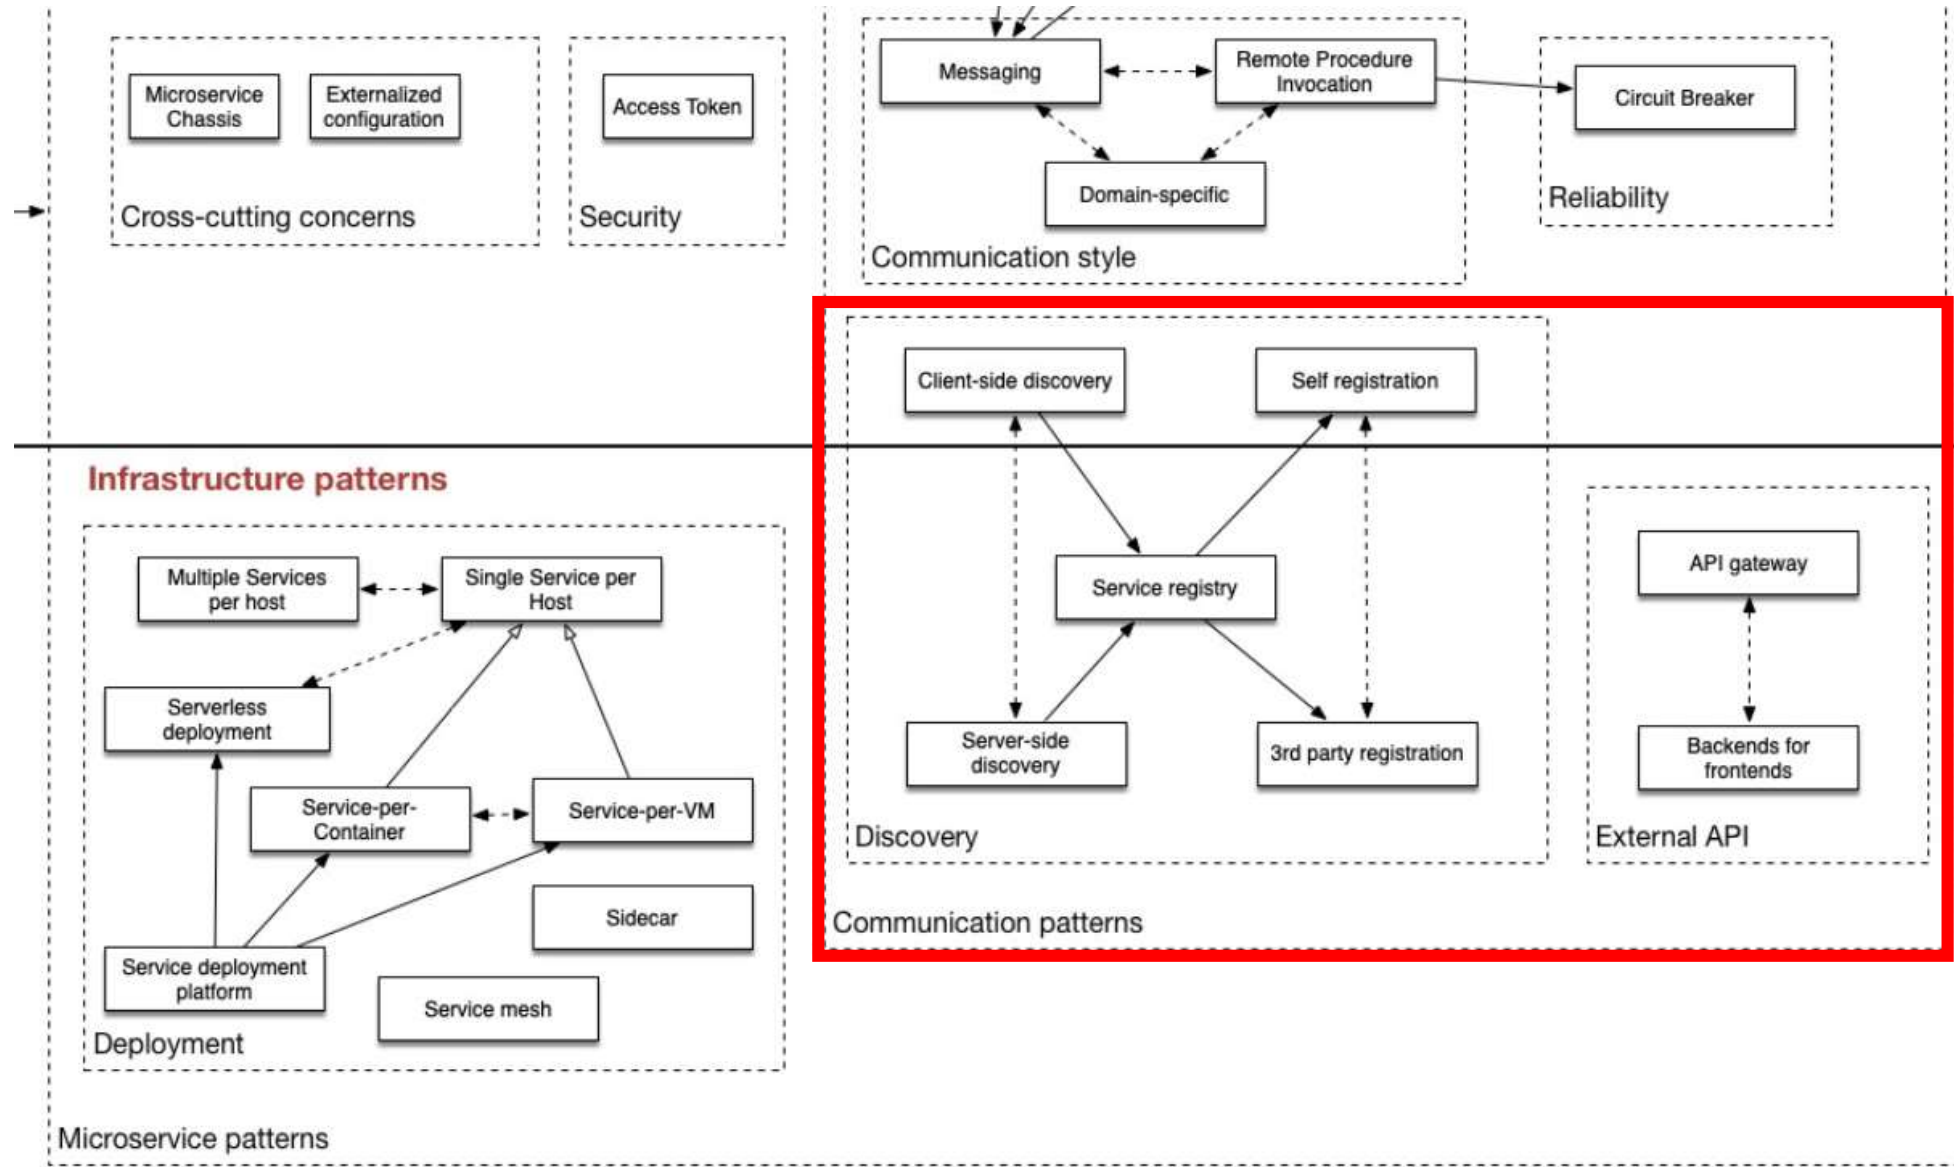 Microservice
Chassis
Externalized
configuration
Cross-cutting concerns
Access Token
Security
Messaging
Remote Procedure
Invocation
Domain-specific
Communication style
Circuit Breaker
Reliability
Infrastructure patterns
Multiple Services
per host
Single Service per
Host
Serverless
deployment
Service-per-
Container
Service-per-VM
Sidecar
Service deployment
platform
Service mesh
Deployment
Client-side discovery
Self registration
Service registry
Server-side
discovery
3rd party registration
Discovery
API gateway
Backends for
frontends
External API
Communication patterns
Microservice patterns